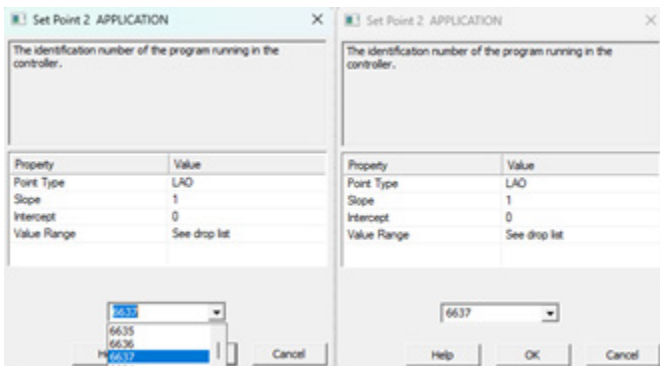 Set Point 2 APPLICATION
The identification number of the program running in the
controller.
Property Value
Point Type LAO
Slope 1
Intercept 0
Value Range See drop list
6637
6635
6636
6637
Cancel
Set Point 2 APPLICATION
The identification number of the program running in the
controller.
Property Value
Point Type LAO
Slope 1
Intercept 0
Value Range See drop list
6637
Help OK Cancel